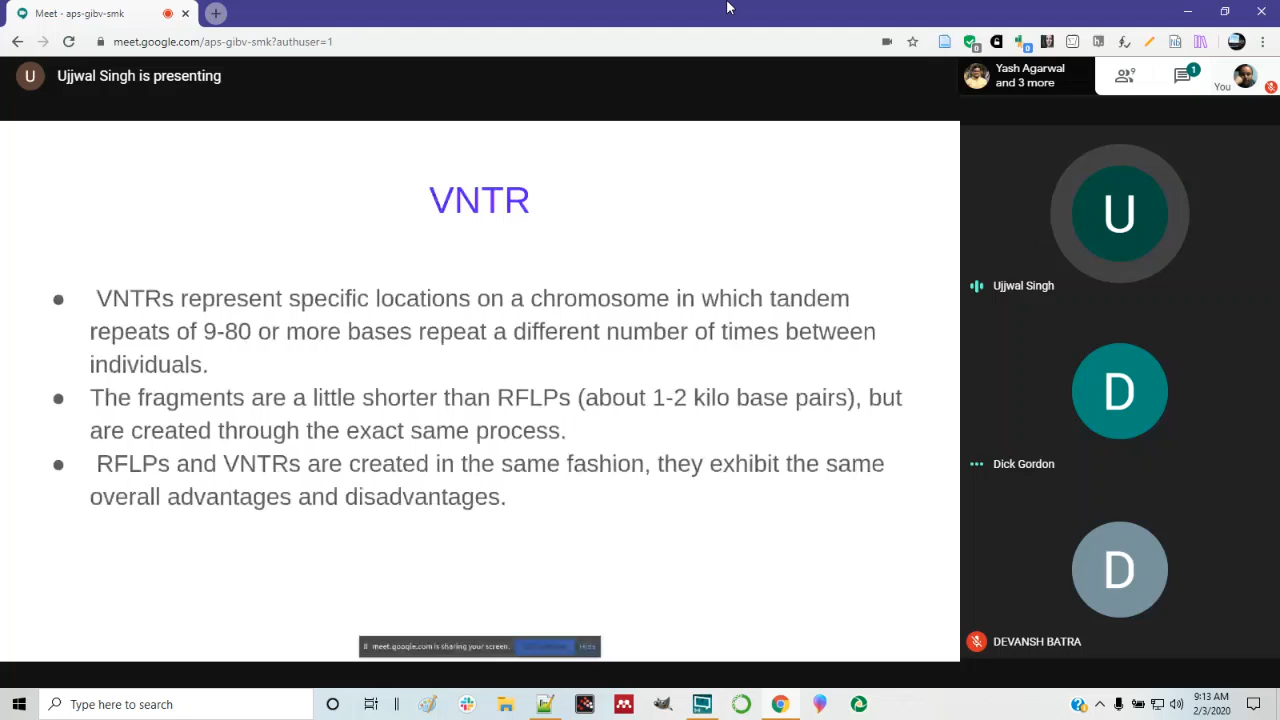 Meet - aps-gibv-smk
meet.google.com/aps-gibv-smk?authuser=1
U
Ujjwal Singh is presenting
Yash Agarwal
and 3 more
9
1
You
VNTR
● VNTRs represent specific locations on a chromosome in which tandem
repeats of 9-80 or more bases repeat a different number of times between
individuals.
● The fragments are a little shorter than RFLPs (about 1-2 kilo base pairs), but
are created through the exact same process.
● RFLPs and VNTRs are created in the same fashion, they exhibit the same
overall advantages and disadvantages.
meet.google.com is sharing your screen.
Hide
U
Ujjwal Singh
D
Dick Gordon
D
DEVANSH BATRA
Type here to search
9:13 AM
2/3/2020